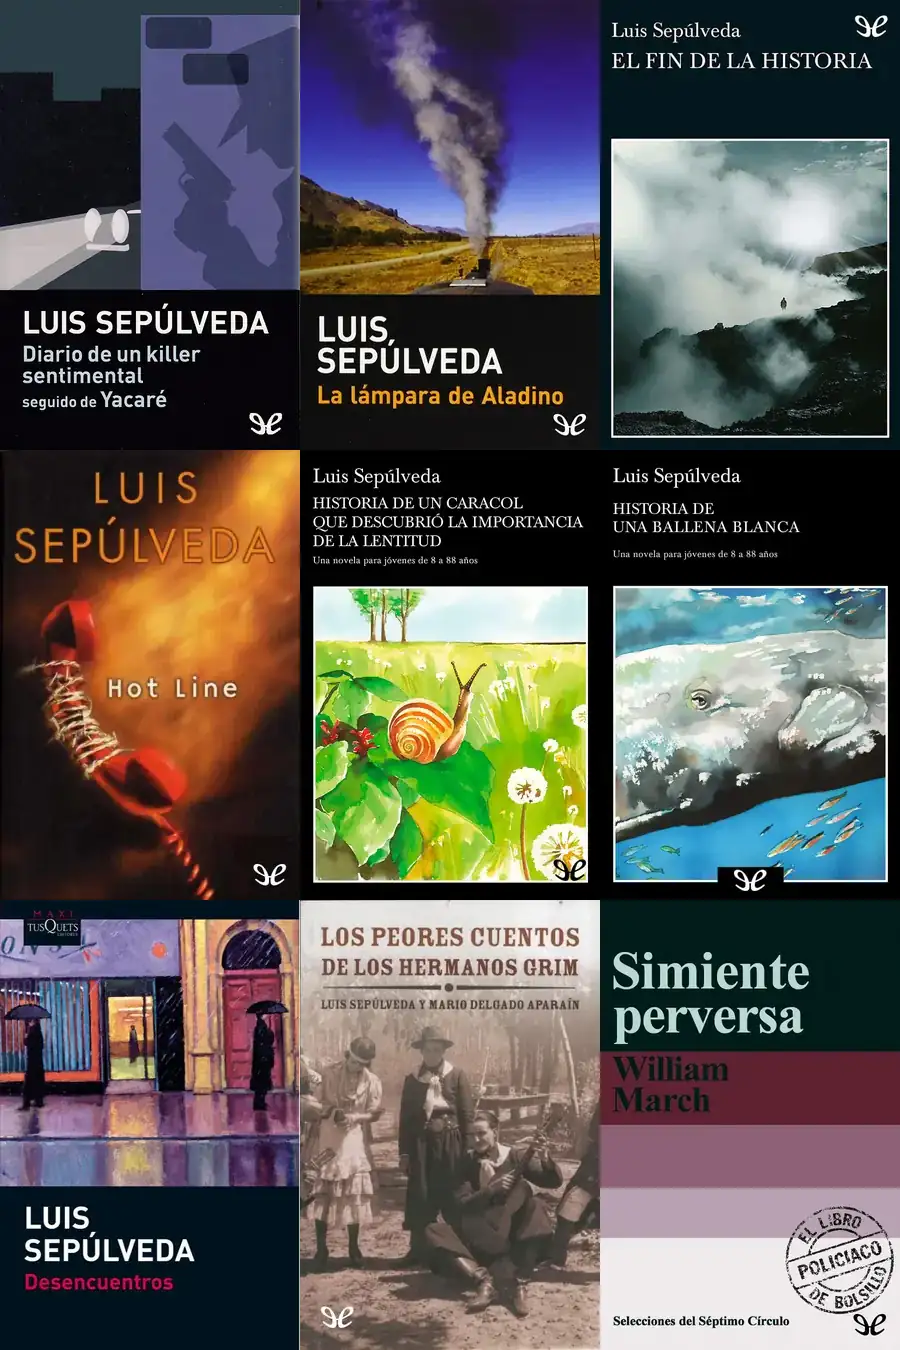 LUIS SEPÚLVEDA
Diario de un killer
sentimental
seguido de Yacaré
LUIS
SEPÚLVEDA
La lámpara de Aladino
Luis Sepúlveda
EL FIN DE LA HISTORIA
LUIS
SEPÚLVEDA
Hot Line
Luis Sepúlveda
HISTORIA DE UN CARACOL
QUE DESCUBRIÓ LA IMPORTANCIA
DE LA LENTITUD
Una novela para jóvenes de 8 a 88 años
Luis Sepúlveda
HISTORIA DE
UNA BALLENA BLANCA
Una novela para jóvenes de 8 a 88 años
MAXI
TUSQUETS
EDITORES
LUIS
SEPÚLVEDA
Desencuentros
LOS PEORES CUENTOS
DE LOS HERMANOS GRIM
LUIS SEPÚLVEDA Y MARIO DELGADO APARAÍN
Simiente
perversa
William
March
EL LIBRO
POLICIACO
DE BOLSILLO
Selecciones del Séptimo Círculo